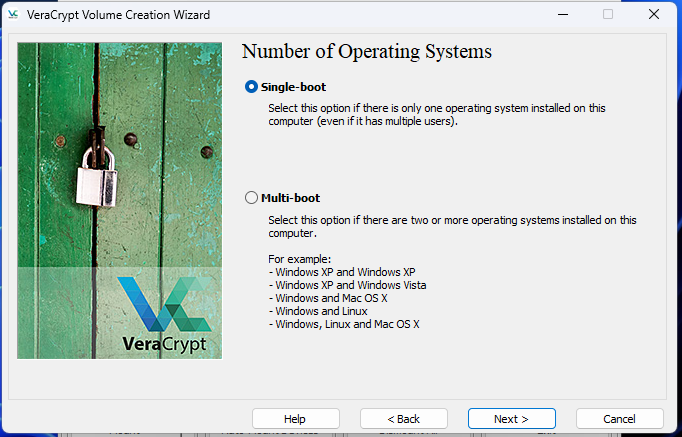 VeraCrypt Volume Creation Wizard
Number of Operating Systems
Single-boot
Select this option if there is only one operating system installed on this
computer (even if it has multiple users).
Multi-boot
Select this option if there are two or more operating systems installed on this
computer.
For example:
- Windows XP and Windows XP
- Windows XP and Windows Vista
- Windows and Mac OS X
- Windows and Linux
- Windows, Linux and Mac OS X
VeraCrypt
Help
< Back
Next >
Cancel